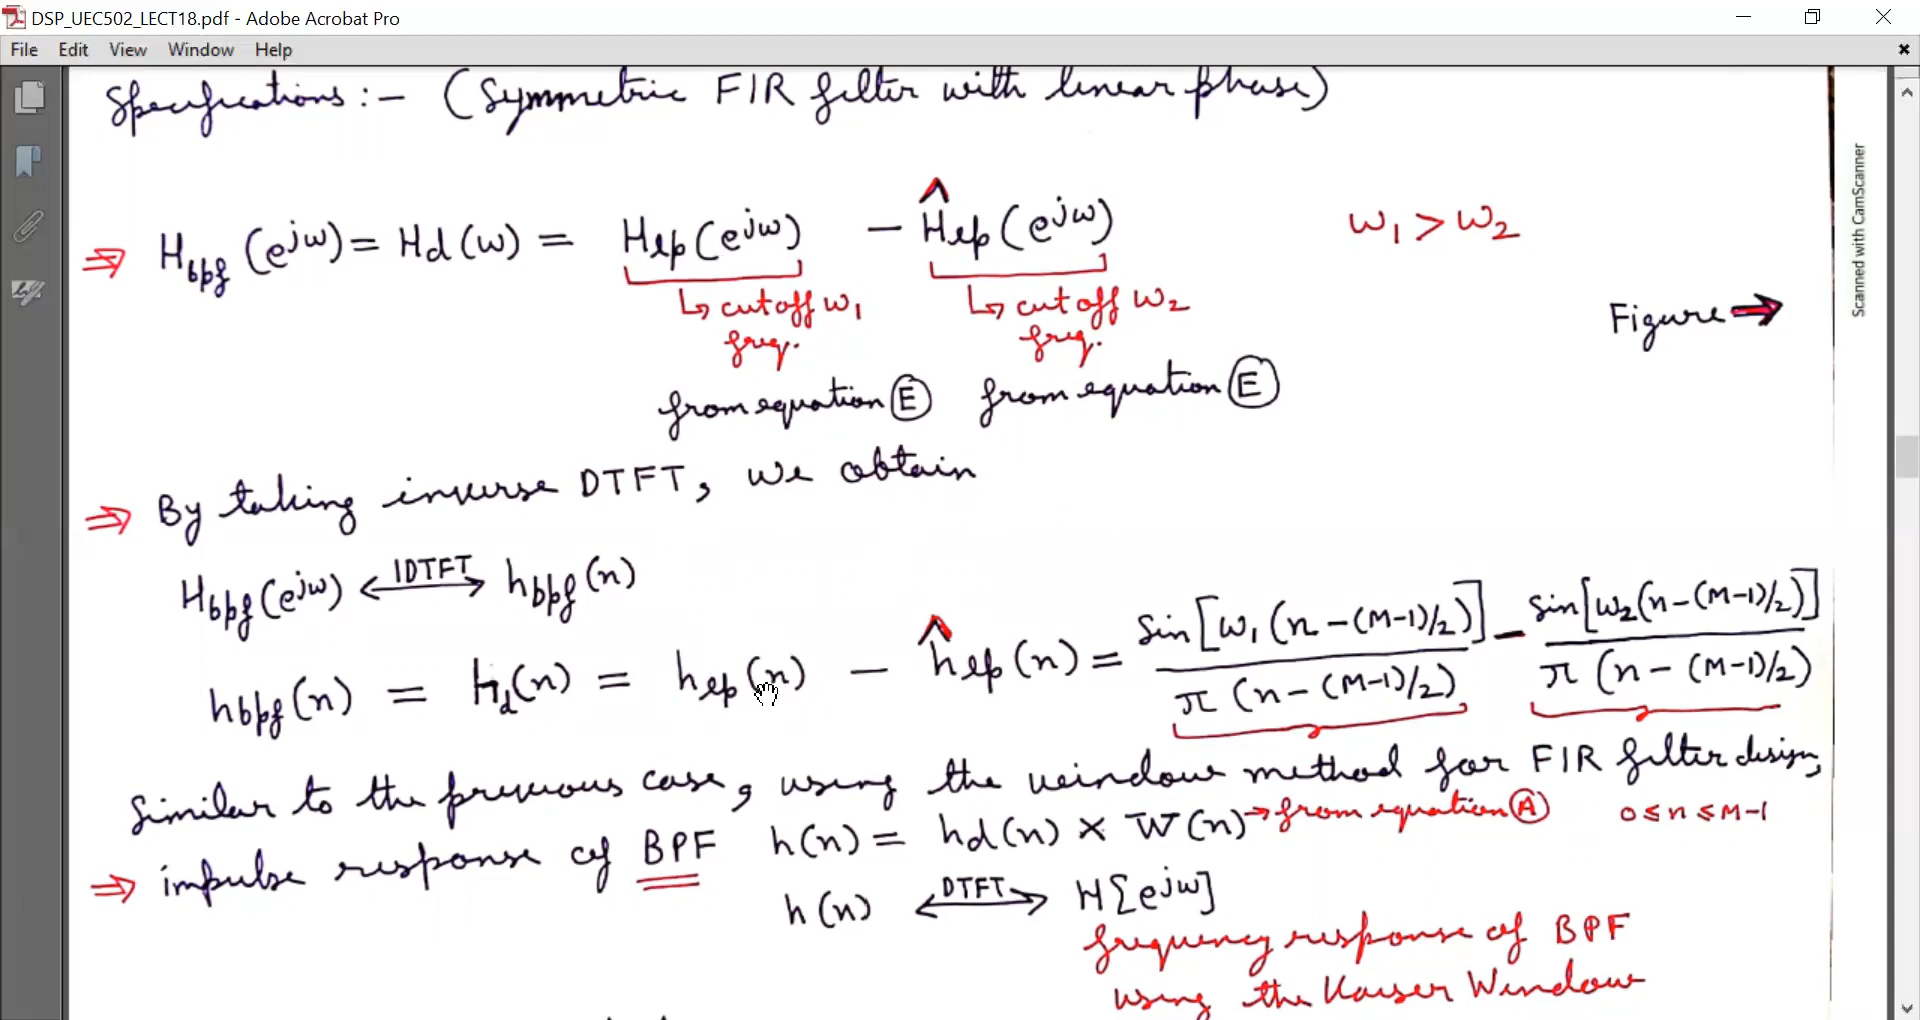 DSP_UEC502_LECT18.pdf - Adobe Acrobat Pro
File Edit View Window Help
Specifications :- (Symmetric FIR filter with linear phase)
⇒ Hbpf (e^jω) = Hd(ω) = Hlp(e^jω) - Ĥlp(e^jω) ω1 > ω2
↳ cutoff ω1 freq. ↳ cutoff ω2 freq.
Figure →
from equation Ⓔ from equation Ⓔ
⇒ By taking inverse DTFT, we obtain
Hbpf(e^jω) <-IDTFT-> hbpf(n)
hbpf(n) = hd(n) = hlp(n) - ĥlp(n) = sin[ω1(n-(M-1)/2)] / π(n-(M-1)/2) - sin[ω2(n-(M-1)/2)] / π(n-(M-1)/2)
Similar to the previous case, using the window method for FIR filter design,
⇒ impulse response of BPF h(n) = hd(n) × W(n) → from equation Ⓐ 0≤n≤M-1
h(n) <-DTFT-> H[e^jω]
frequency response of BPF
using the Kaiser Window
Scanned with CamScanner